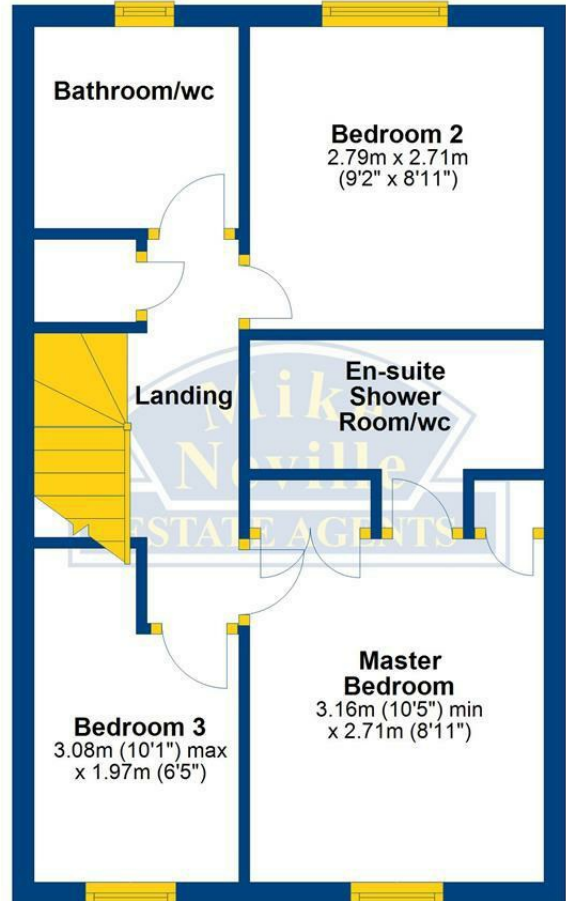 Bathroom/wc
Bedroom 2
2.79m x 2.71m
(9'2" x 8'11")
En-suite
Shower
Room/wc
Landing
Mike
Neville
ESTATE AGENTS
Master
Bedroom
3.16m (10'5") min
x 2.71m (8'11")
Bedroom 3
3.08m (10'1") max
x 1.97m (6'5")